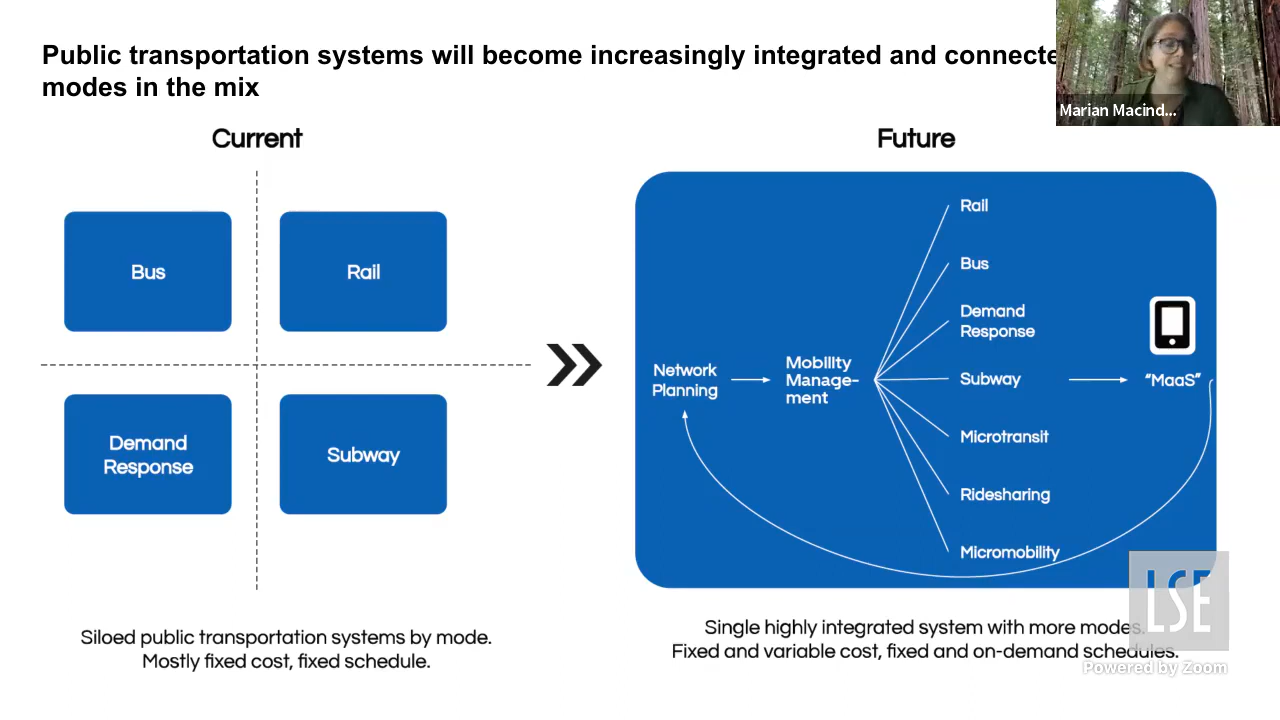 Public transportation systems will become increasingly integrated and
modes in the mix
Marian Macind...
Current
Future
Bus
Rail
Demand
Response
Subway
Rail
Bus
Demand
Response
Network
Planning
Mobility
Manage-
ment
Subway
"MaaS"
Microtransit
Ridesharing
Micromobility
Siloed public transportation systems by mode.
Mostly fixed cost, fixed schedule.
Single highly integrated system with more modes.
Fixed and variable cost, fixed and on-demand schedules.
LSE
Powered by Zoom